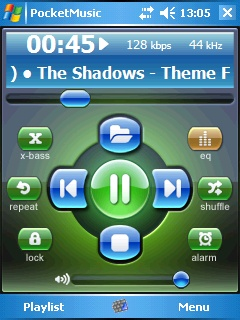 PocketMusic 13:05
00:45 128 kbps 44 kHz
) • The Shadows - Theme F
x-bass eq
repeat shuffle
lock alarm
Playlist Menu